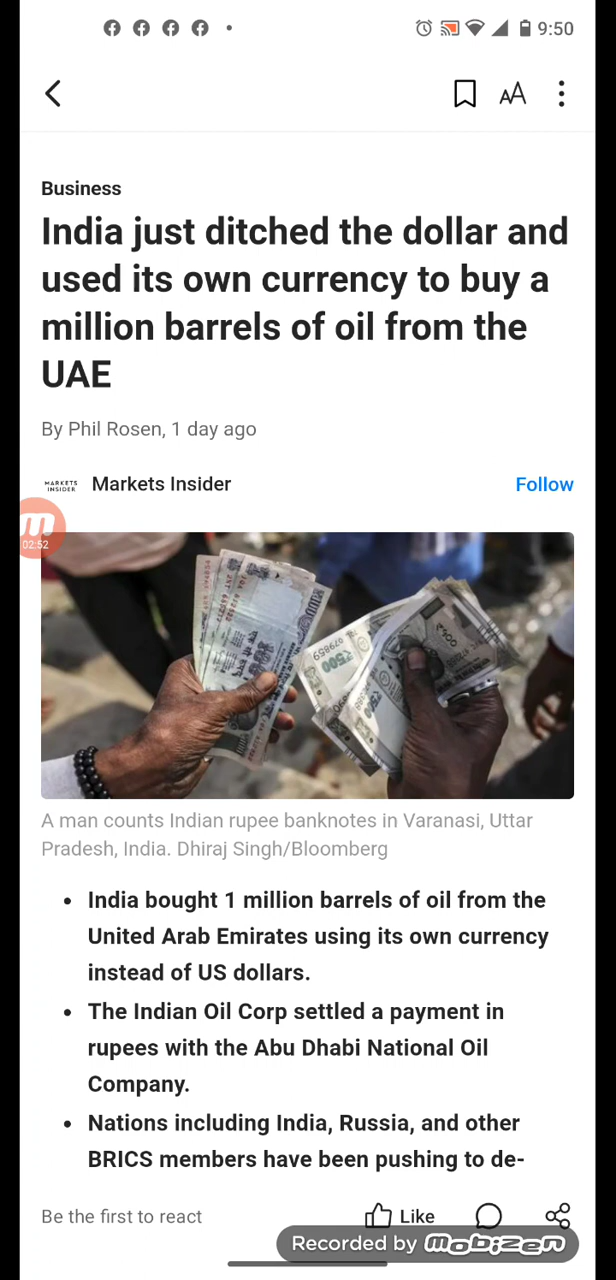 9:50
AA
Business
India just ditched the dollar and
used its own currency to buy a
million barrels of oil from the
UAE
By Phil Rosen, 1 day ago
MARKETS
INSIDER
Markets Insider
Follow
02:52
079859
₹500
A man counts Indian rupee banknotes in Varanasi, Uttar
Pradesh, India. Dhiraj Singh/Bloomberg
• India bought 1 million barrels of oil from the
United Arab Emirates using its own currency
instead of US dollars.
• The Indian Oil Corp settled a payment in
rupees with the Abu Dhabi National Oil
Company.
• Nations including India, Russia, and other
BRICS members have been pushing to de-
Be the first to react
Like
Recorded by mobizen